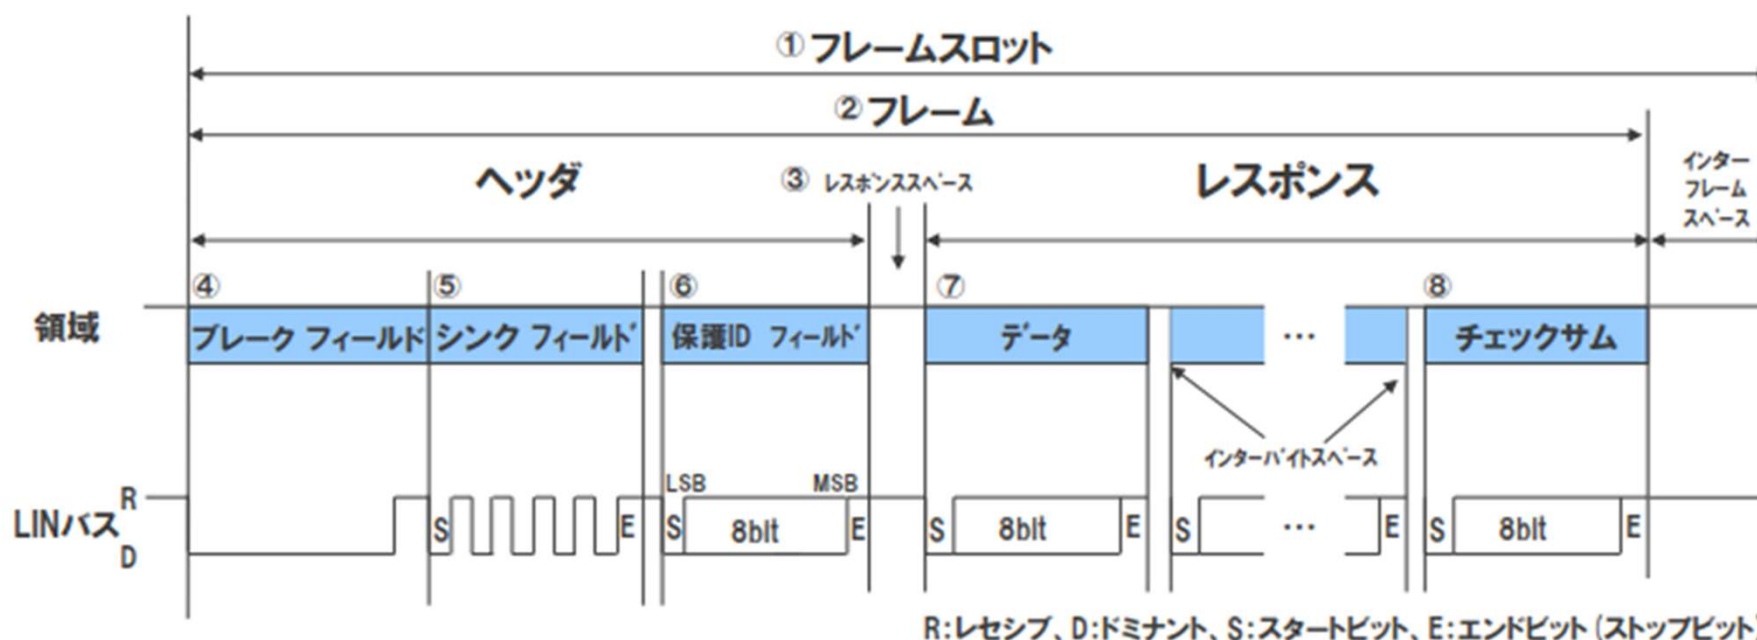 ① フレームスロット
② フレーム
ヘッダ
③ レスポンススペース
レスポンス
インター
フレーム
スペース
④ ⑤ ⑥ ⑦ ⑧
領域
ブレーク フィールド
シンク フィールド
保護ID フィールド
データ
…
チェックサム
インターバイトスペース
LSB MSB
LINバス
R
D
S E S 8bit E S 8bit E S … E S 8bit E
R:レセシブ、D:ドミナント、S:スタートビット、E:エンドビット(ストップビット)